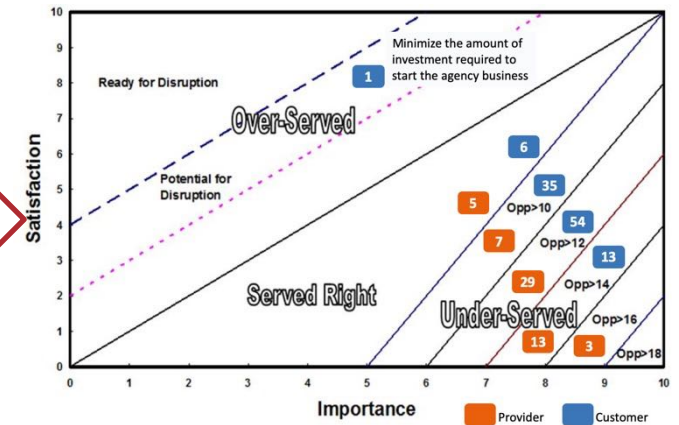 10
9
8
7
6
5
4
3
2
1
0
Satisfaction
Ready for Disruption
Over-Served
Potential for
Disruption
1
Minimize the amount of
investment required to
start the agency business
Served Right
Under-Served
6
35
5
Opp>10
54
7
Opp>12
13
29
Opp>14
13
3
Opp>16
Opp>18
0
1
2
3
4
5
6
7
8
9
10
Importance
Provider
Customer